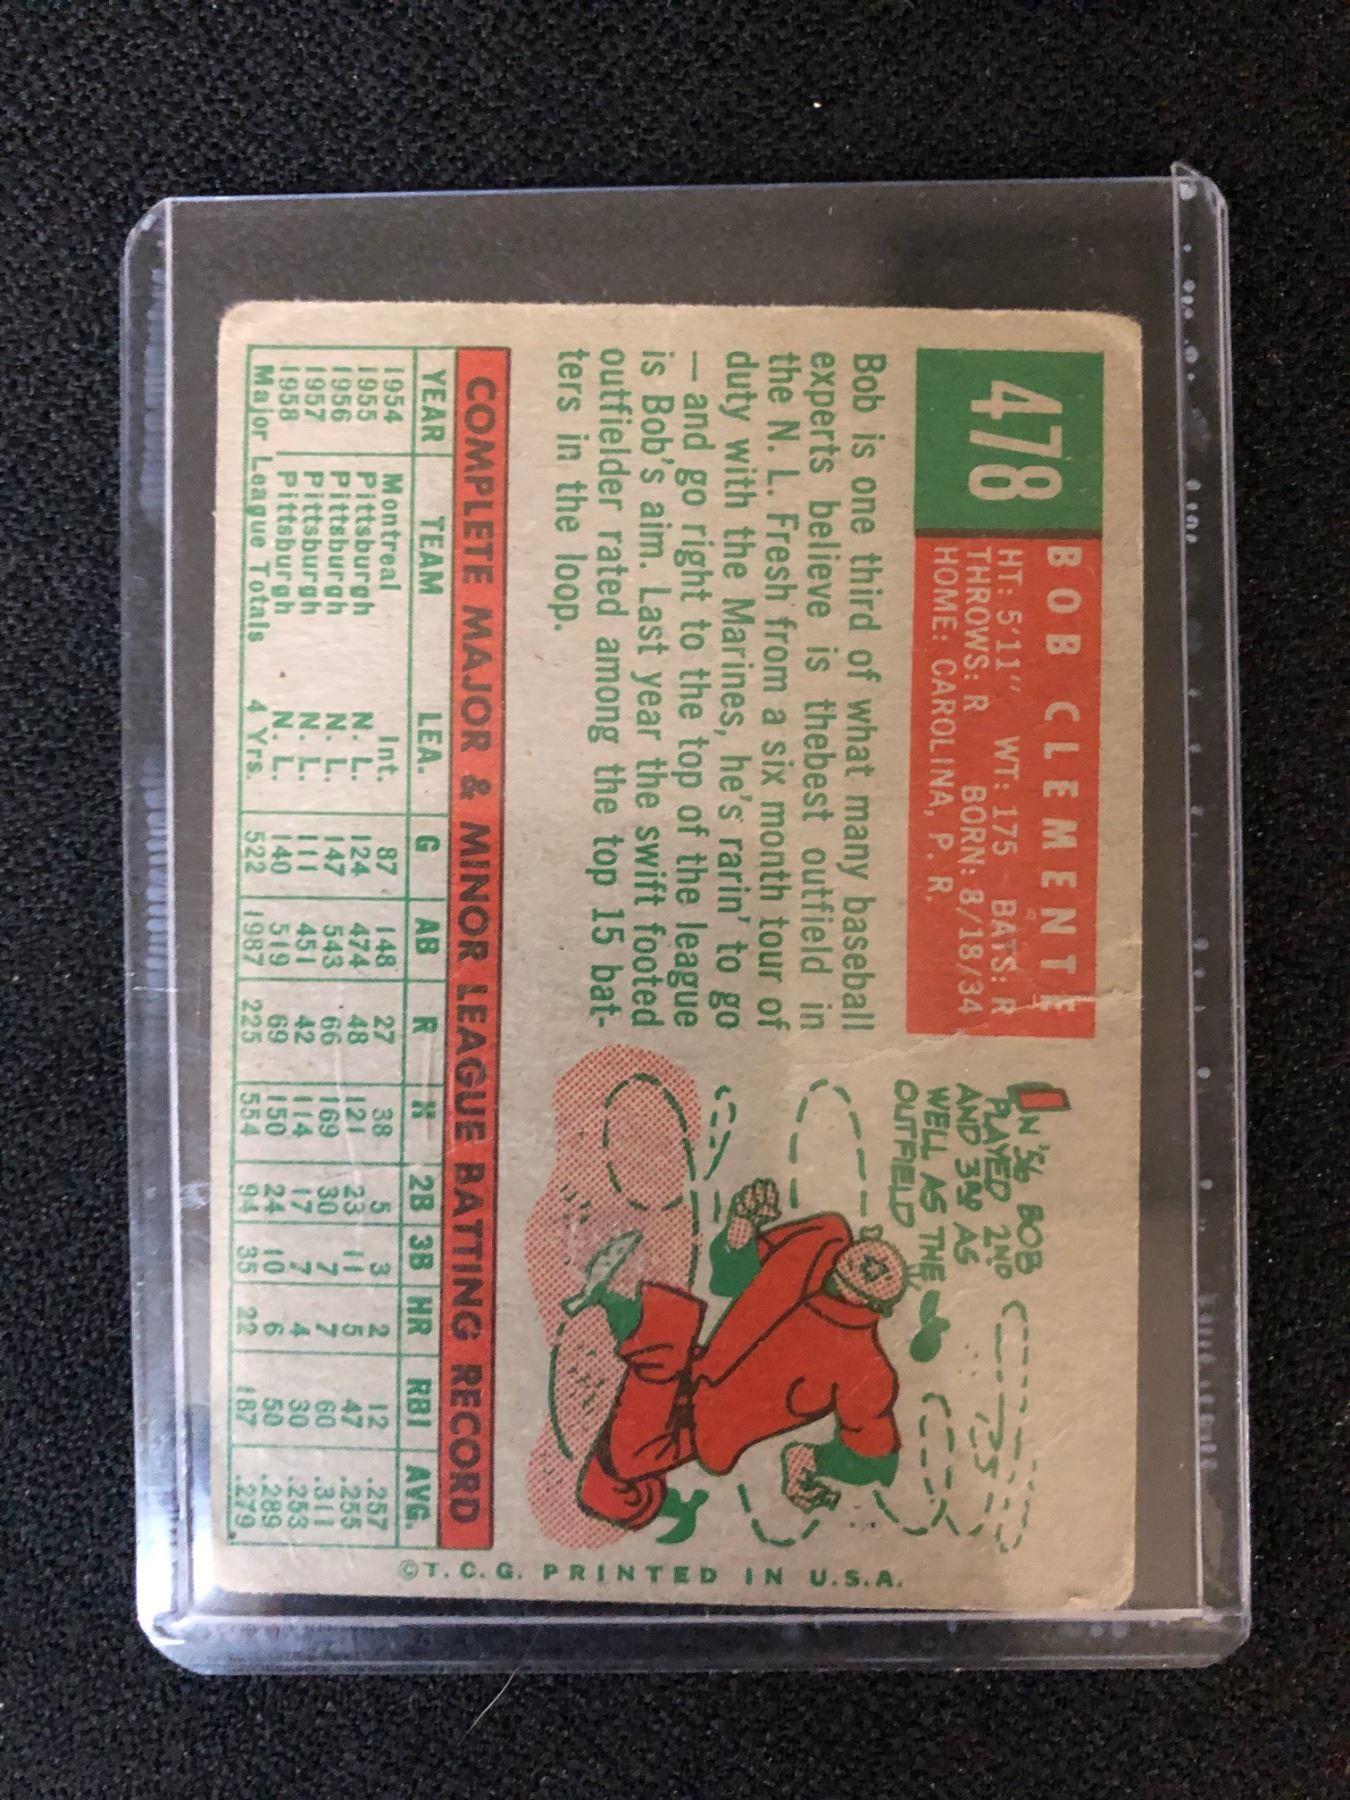 478
BOB CLEMENTE
HT: 5'11" WT: 175 BATS: R
THROWS: R BORN: 8/18/34
HOME: CAROLINA, P. R.
Bob is one third of what many baseball
experts believe is thebest outfield in
the N. L. Fresh from a six month tour of
duty with the Marines, he's rarin' to go
— and go right to the top of the league
is Bob's aim. Last year the swift footed
outfielder rated among the top 15 bat-
ters in the loop.
IN '56 BOB
PLAYED 2ND
AND 3RD AS
WELL AS THE
OUTFIELD
COMPLETE MAJOR & MINOR LEAGUE BATTING RECORD
YEAR TEAM LEA. G AB R H 2B 3B HR RBI AVG.
1954 Montreal Int. 87 148 27 38 5 3 2 12 .257
1955 Pittsburgh N. L. 124 474 48 121 23 11 5 47 .255
1956 Pittsburgh N. L. 147 543 66 169 30 7 7 60 .311
1957 Pittsburgh N. L. 111 451 42 114 17 7 4 30 .253
1958 Pittsburgh N. L. 140 519 69 150 24 10 6 50 .289
Major League Totals 4 Yrs. 522 1987 225 554 94 35 22 187 .279
©T. C. G. PRINTED IN U.S.A.